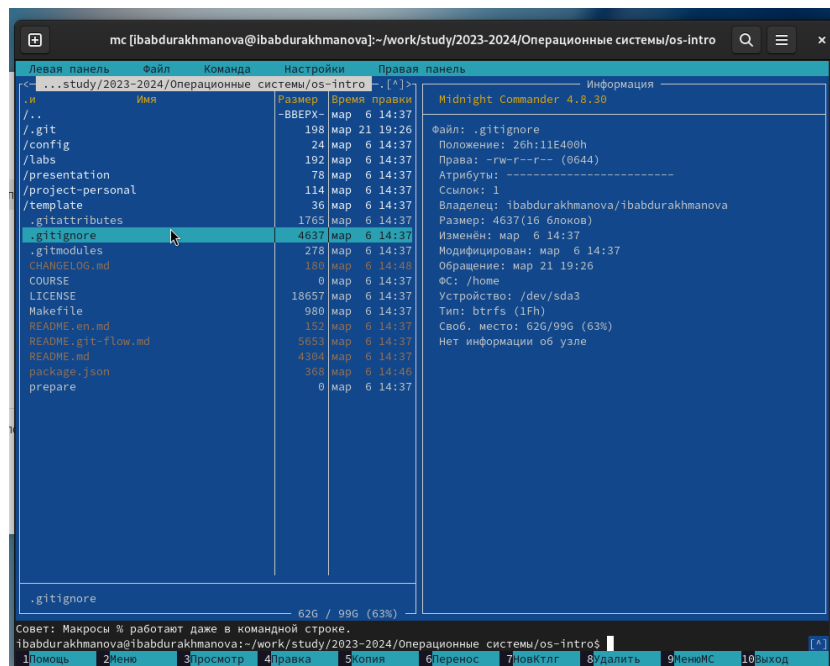 mc [ibabdurakhmanova@ibabdurakhmanova]:~/work/study/2023-2024/Операционные системы/os-intro
Левая панель Файл Команда Настройки Правая панель
<— ...study/2023-2024/Операционные системы/os-intro —.[^]>
.и Имя Размер Время правки
/.. -ВВЕРХ- мар 6 14:37
/.git 198 мар 21 19:26
/config 24 мар 6 14:37
/labs 192 мар 6 14:37
/presentation 78 мар 6 14:37
/project-personal 114 мар 6 14:37
/template 36 мар 6 14:37
.gitattributes 1765 мар 6 14:37
.gitignore 4637 мар 6 14:37
.gitmodules 278 мар 6 14:37
CHANGELOG.md 180 мар 6 14:48
COURSE 0 мар 6 14:37
LICENSE 18657 мар 6 14:37
Makefile 980 мар 6 14:37
README.en.md 152 мар 6 14:37
README.git-flow.md 5653 мар 6 14:37
README.md 4304 мар 6 14:37
package.json 368 мар 6 14:46
prepare 0 мар 6 14:37
.gitignore
62G / 99G (63%)
Информация
Midnight Commander 4.8.30
Файл: .gitignore
Положение: 26h:11E400h
Права: -rw-r--r-- (0644)
Атрибуты: ------------------------
Ссылок: 1
Владелец: ibabdurakhmanova/ibabdurakhmanova
Размер: 4637(16 блоков)
Изменён: мар 6 14:37
Модифицирован: мар 6 14:37
Обращение: мар 21 19:26
ФС: /home
Устройство: /dev/sda3
Тип: btrfs (1Fh)
Своб. место: 62G/99G (63%)
Нет информации об узле
Совет: Макросы % работают даже в командной строке.
ibabdurakhmanova@ibabdurakhmanova:~/work/study/2023-2024/Операционные системы/os-intro$ [^]
1Помощь 2Меню 3Просмотр 4Правка 5Копия 6Перенос 7НовКтлг 8Удалить 9МенюМС 10Выход